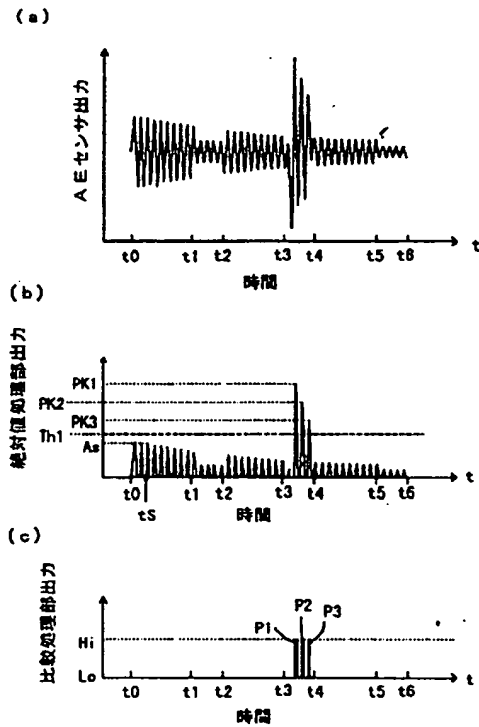 (a)
AEセンサ出力
t0 t1 t2 t3 t4 t5 t6 t
時間
(b)
絶対値処理部出力
PK1
PK2
PK3
Th1
As
t0 tS t1 t2 t3 t4 t5 t6 t
時間
(c)
比較処理部出力
P1 P2 P3
Hi
Lo
t0 t1 t2 t3 t4 t5 t6 t
時間